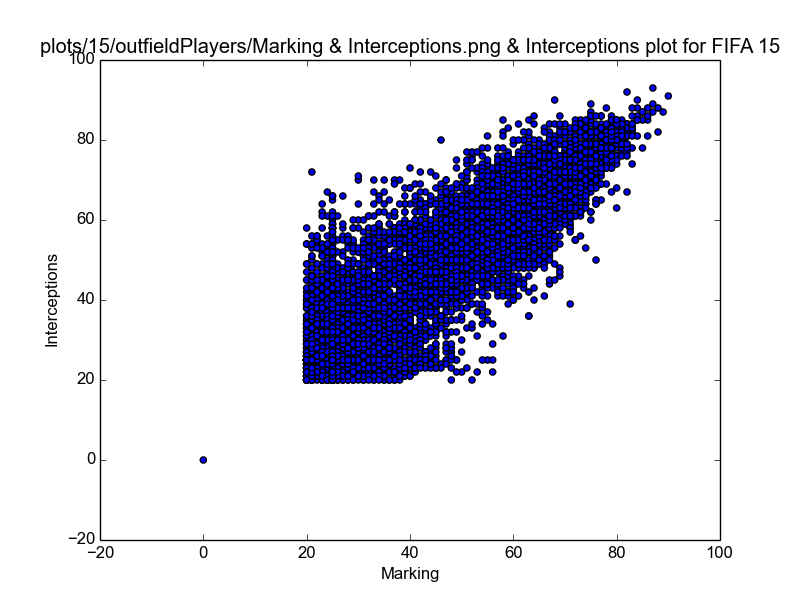 plots/15/outfieldPlayers/Marking & Interceptions.png & Interceptions plot for FIFA 15
100
80
60
40
20
0
−20
Interceptions
−20 0 20 40 60 80 100
Marking